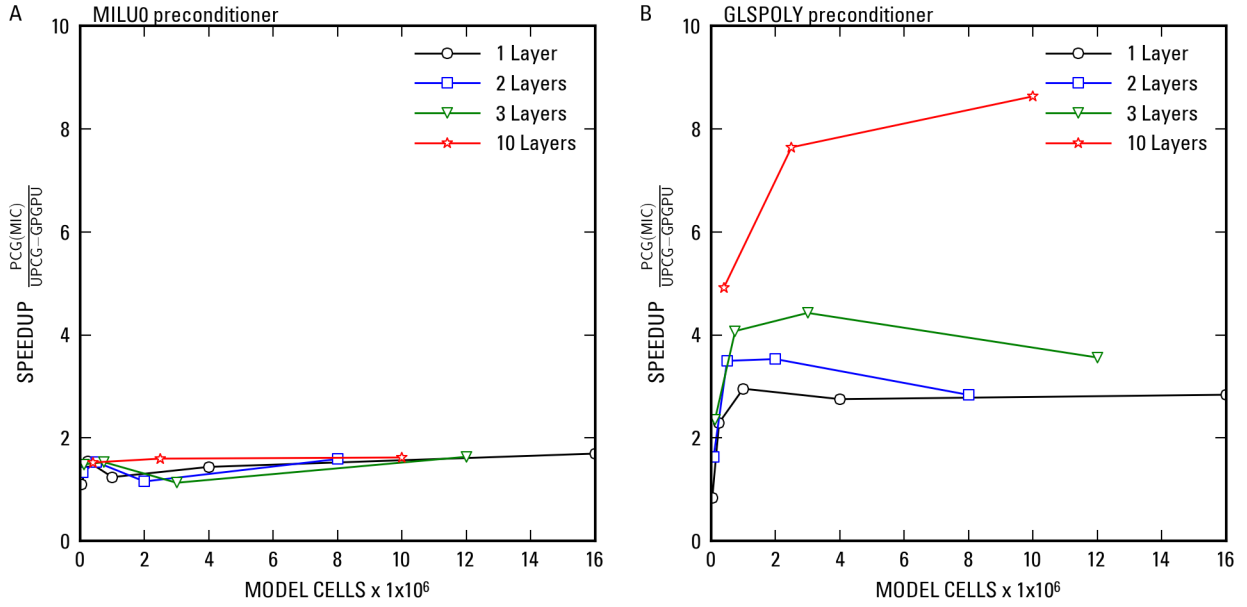 A
MILU0 preconditioner
10
8
6
4
2
0
SPEEDUP PCG(MIC)
UPCG−GPGPU
1 Layer
2 Layers
3 Layers
10 Layers
0 2 4 6 8 10 12 14 16
MODEL CELLS x 1x10⁶
B
GLSPOLY preconditioner
10
8
6
4
2
0
SPEEDUP PCG(MIC)
UPCG−GPGPU
1 Layer
2 Layers
3 Layers
10 Layers
0 2 4 6 8 10 12 14 16
MODEL CELLS x 1x10⁶